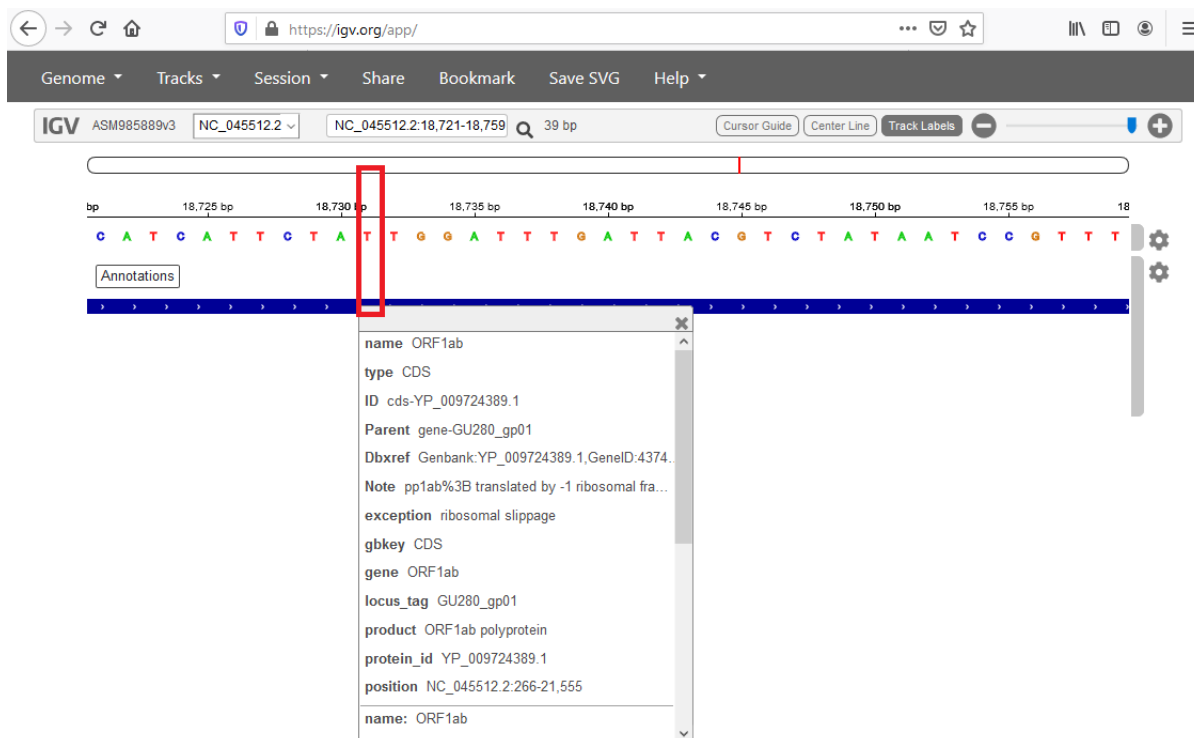 https://igv.org/app/
Genome Tracks Session Share Bookmark Save SVG Help
IGV ASM985889v3 NC_045512.2 NC_045512.2:18,721-18,759 39 bp Cursor Guide Center Line Track Labels
bp 18,725 bp 18,730 bp 18,735 bp 18,740 bp 18,745 bp 18,750 bp 18,755 bp 18
C A T C A T T C T A T T G G A T T T G A T T A C G T C T A T A A T C C G T T T
Annotations
name ORF1ab
type CDS
ID cds-YP_009724389.1
Parent gene-GU280_gp01
Dbxref Genbank:YP_009724389.1,GeneID:4374...
Note pp1ab%3B translated by -1 ribosomal fra...
exception ribosomal slippage
gbkey CDS
gene ORF1ab
locus_tag GU280_gp01
product ORF1ab polyprotein
protein_id YP_009724389.1
position NC_045512.2:266-21,555
name: ORF1ab